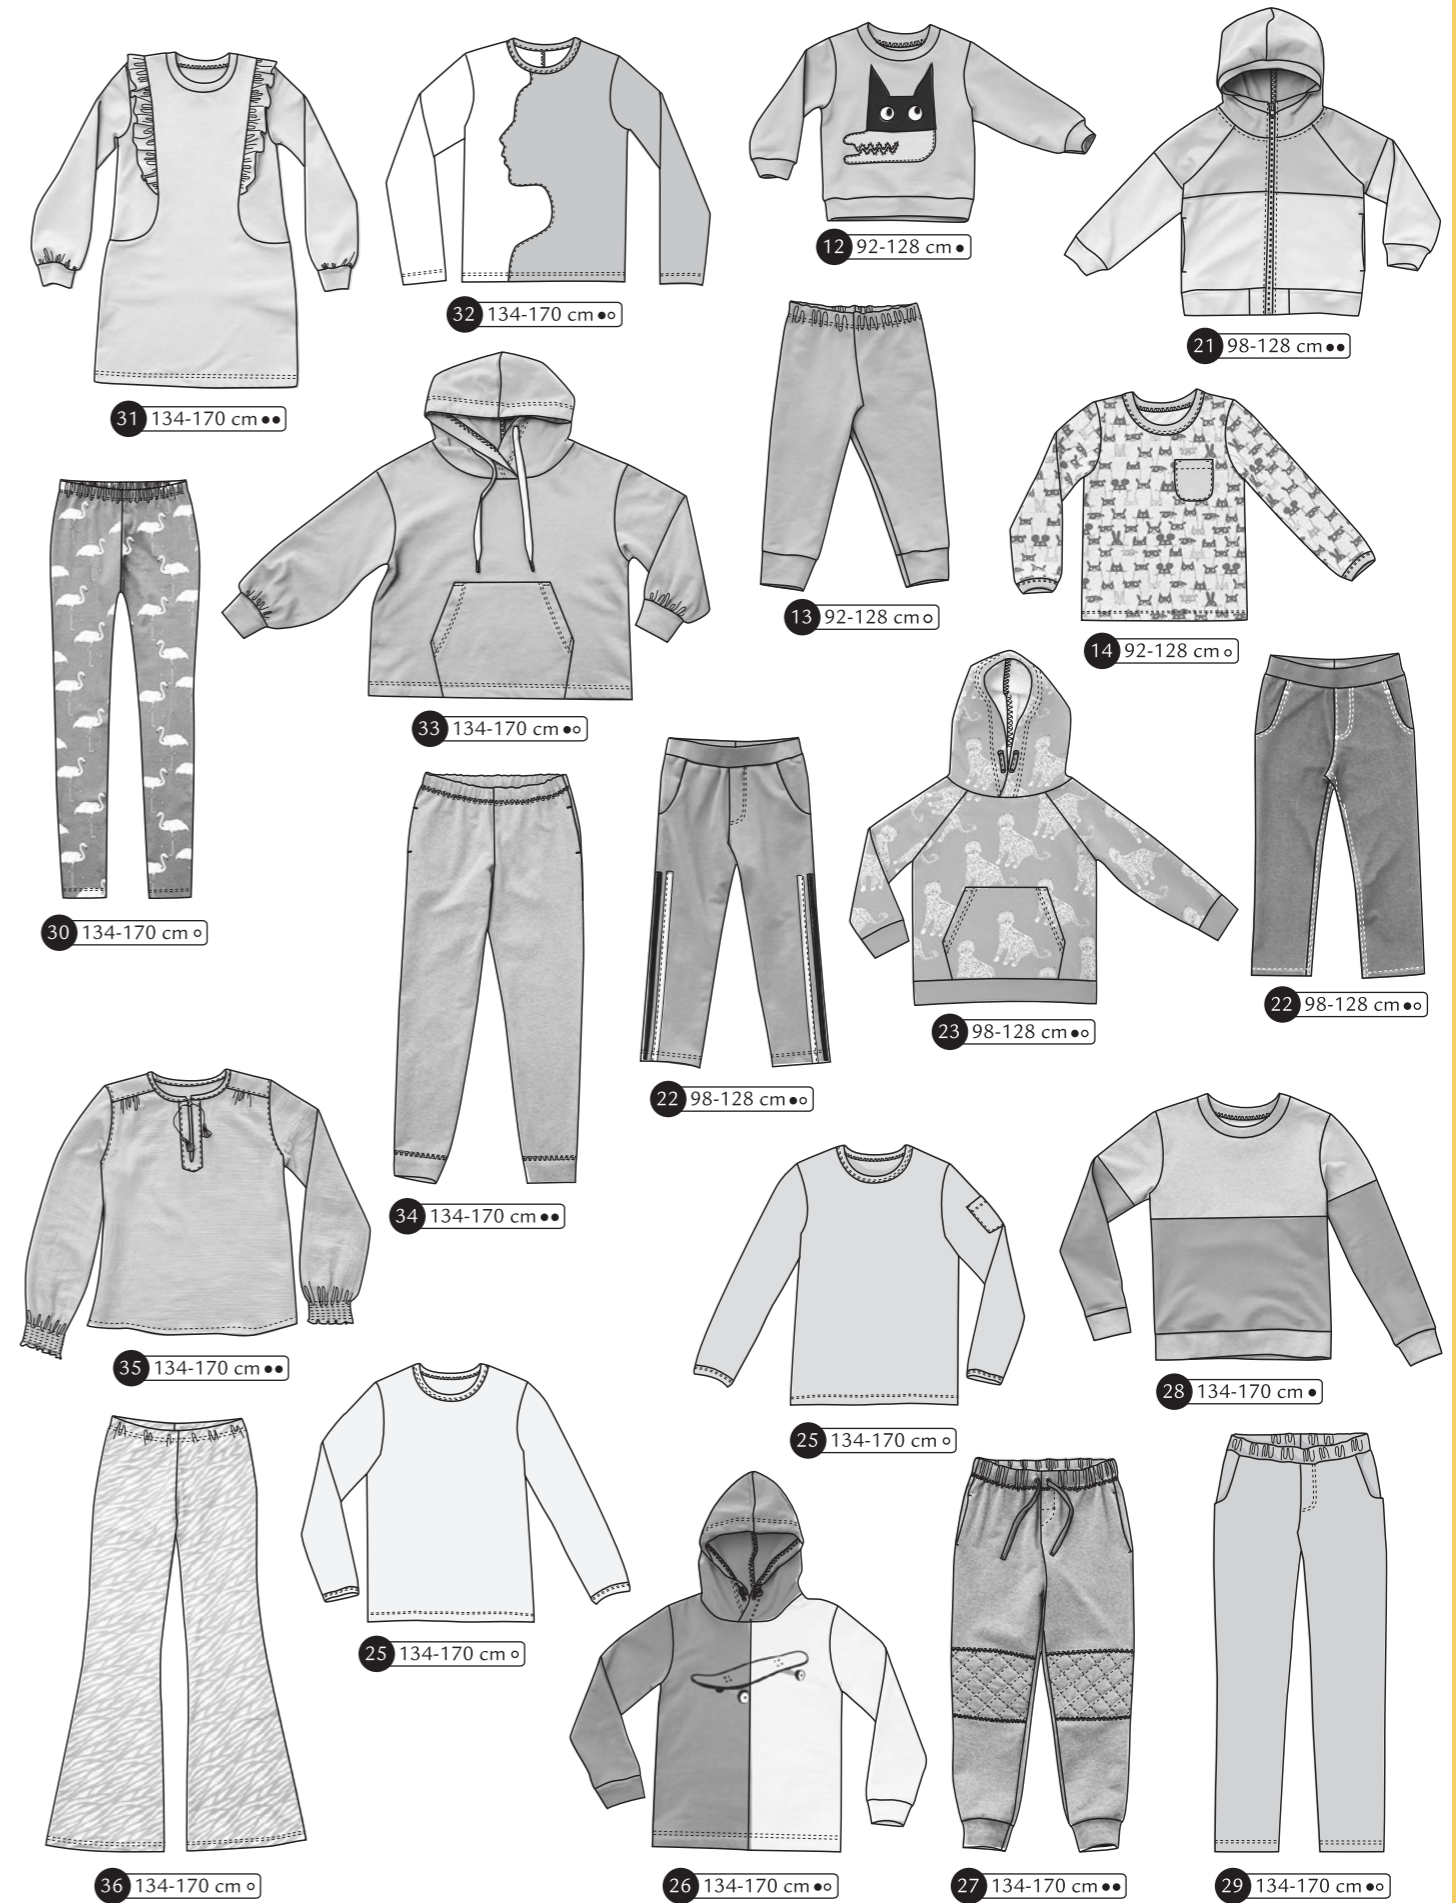 12 92-128 cm ●
32 134-170 cm ●○
21 98-128 cm ●●
31 134-170 cm ●●
13 92-128 cm ○
14 92-128 cm ○
33 134-170 cm ●○
30 134-170 cm ○
22 98-128 cm ●○
23 98-128 cm ●○
22 98-128 cm ●○
34 134-170 cm ●●
35 134-170 cm ●●
28 134-170 cm ●
25 134-170 cm ○
25 134-170 cm ○
36 134-170 cm ○
26 134-170 cm ●○
27 134-170 cm ●●
29 134-170 cm ●○